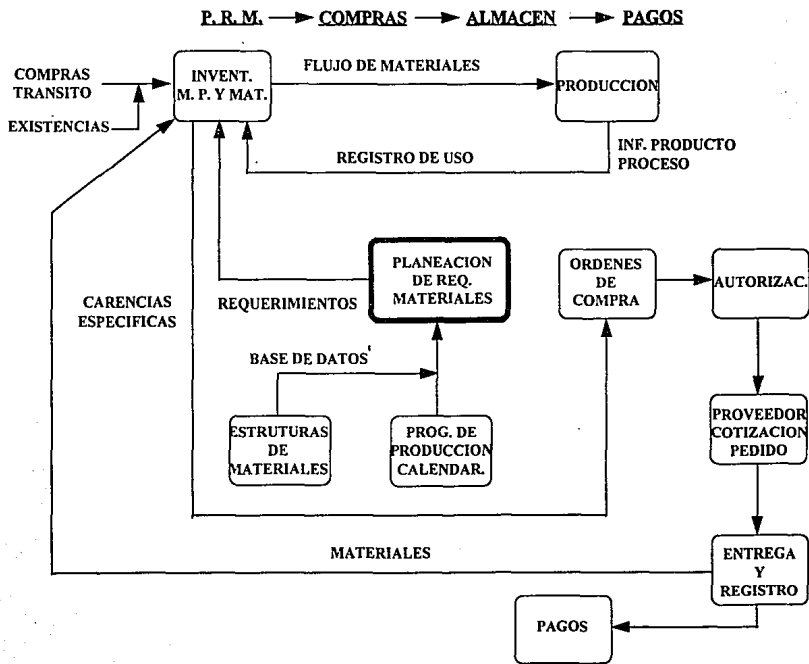 P. R. M. COMPRAS ALMACEN PAGOS
COMPRAS
TRANSITO
EXISTENCIAS
INVENT.
M. P. Y MAT.
FLUJO DE MATERIALES
PRODUCCION
REGISTRO DE USO
INF. PRODUCTO
PROCESO
CARENCIAS
ESPECIFICAS
REQUERIMIENTOS
PLANEACION
DE REQ.
MATERIALES
ORDENES
DE
COMPRA
AUTORIZAC.
BASE DE DATOS
ESTRUTURAS
DE
MATERIALES
PROG. DE
PRODUCCION
CALENDAR.
PROVEEDOR
COTIZACION
PEDIDO
MATERIALES
ENTREGA
Y
REGISTRO
PAGOS